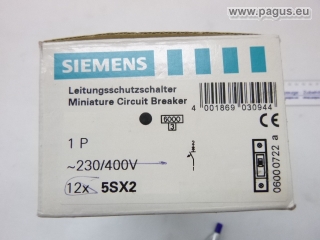 © www.pagus.eu
SIEMENS
Leitungsschutzschalter
Miniature Circuit Breaker
4 001869 030944
6000
3
1 P
~230/400V
12x 5SX2
06000722 a